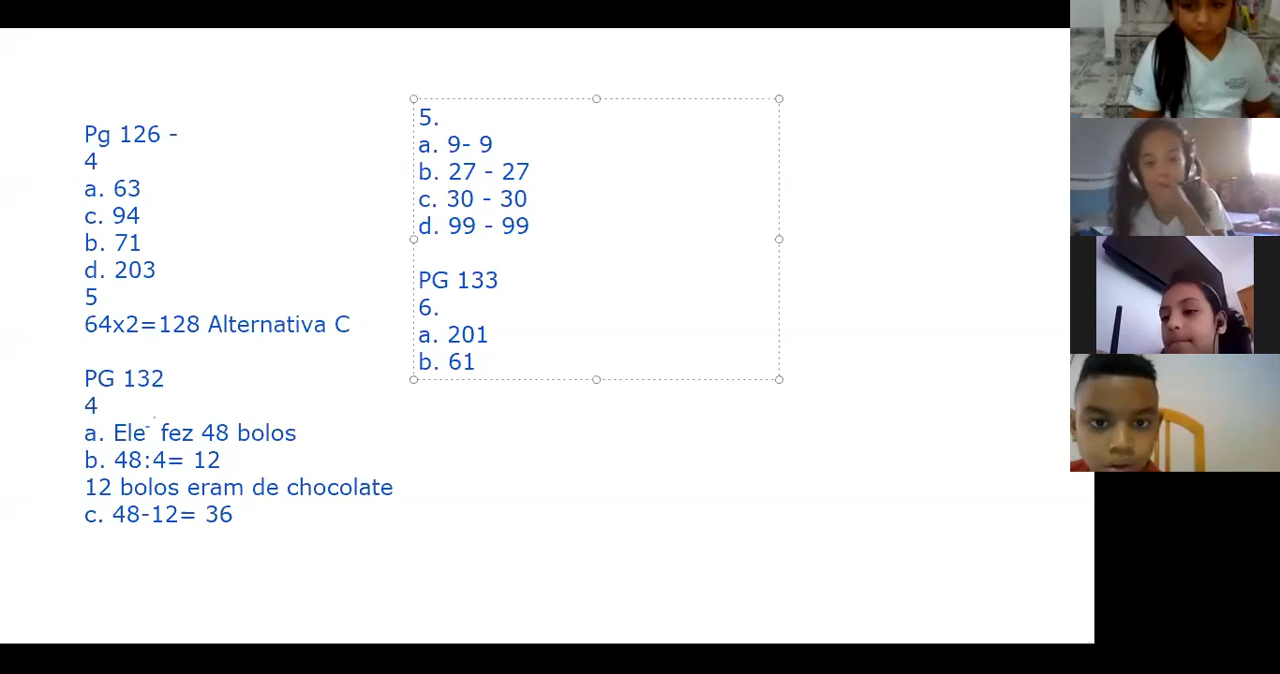 Pg 126 -
4
a. 63
c. 94
b. 71
d. 203
5
64x2=128 Alternativa C
PG 132
4
a. Ele fez 48 bolos
b. 48:4= 12
12 bolos eram de chocolate
c. 48-12= 36
5.
a. 9- 9
b. 27 - 27
c. 30 - 30
d. 99 - 99
PG 133
6.
a. 201
b. 61